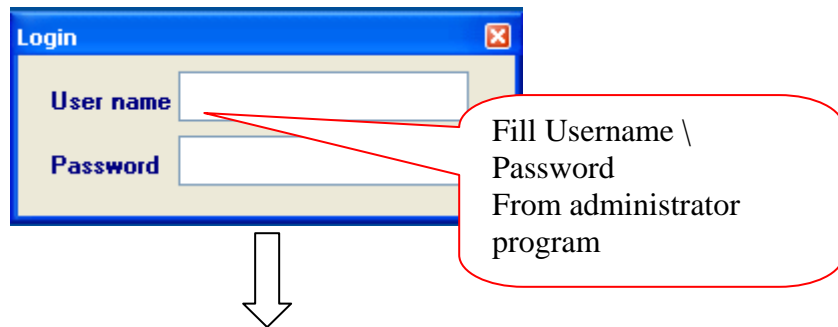 Login
User name
Password
Fill Username \
Password
From administrator
program